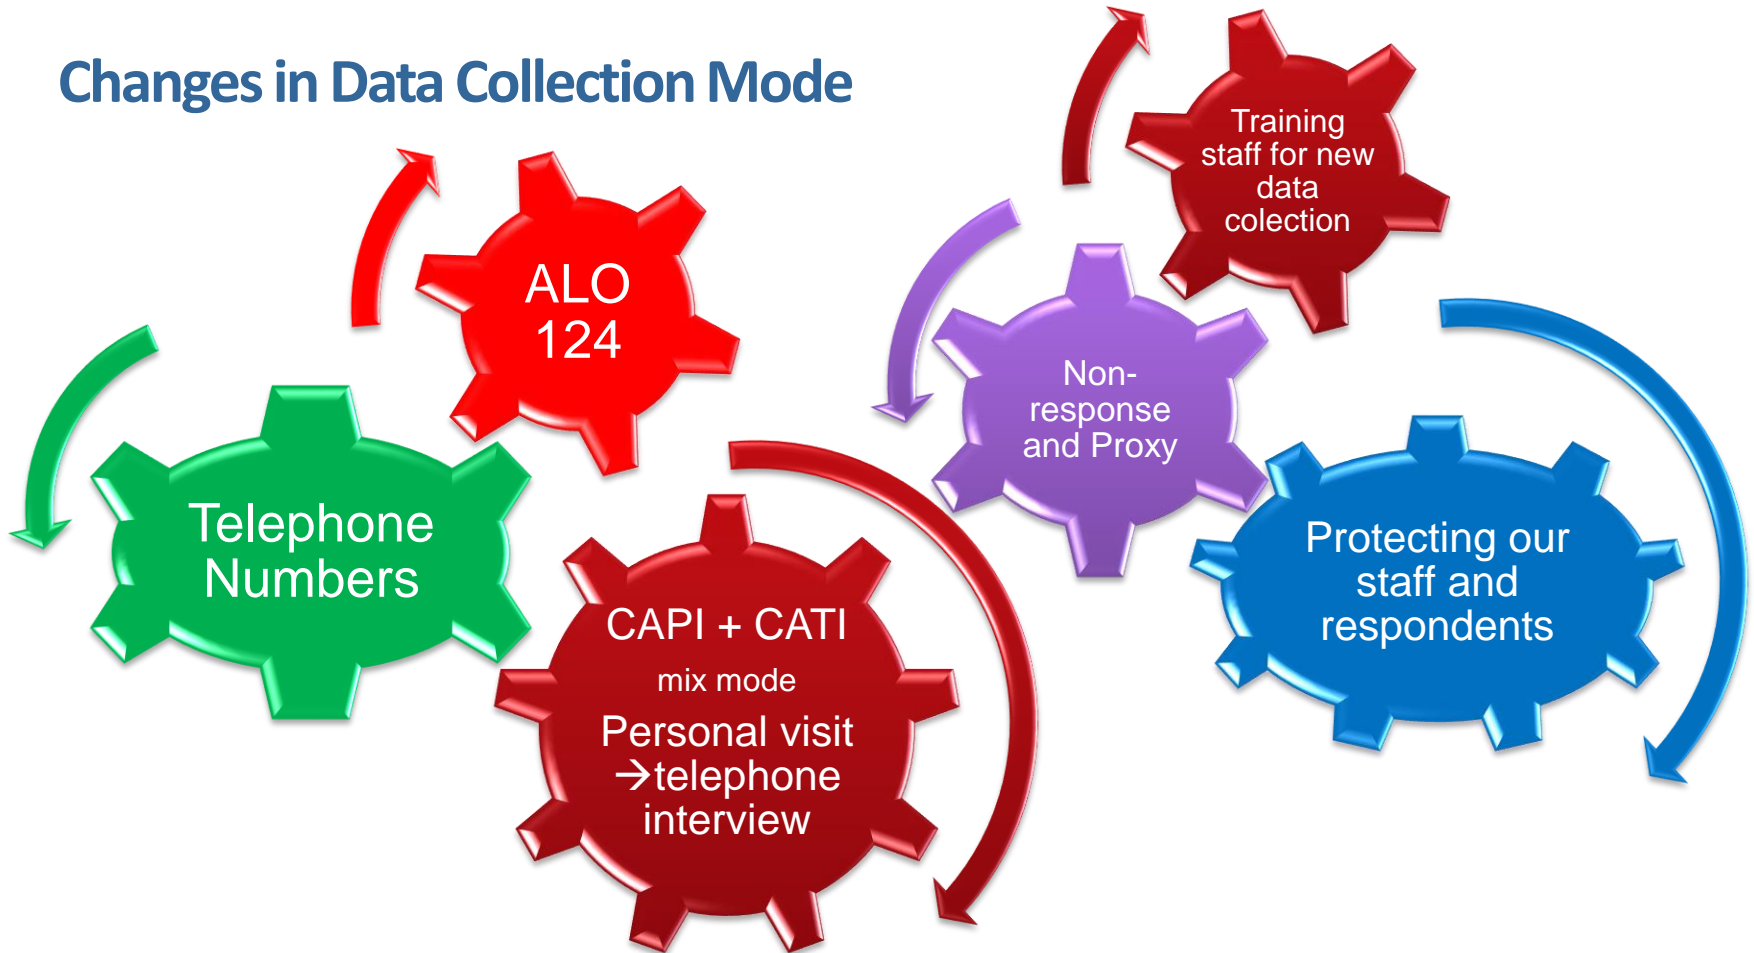 Changes in Data Collection Mode
ALO
124
Telephone
Numbers
CAPI + CATI
mix mode
Personal visit
→telephone
interview
Training
staff for new
data
colection
Non-
response
and Proxy
Protecting our
staff and
respondents